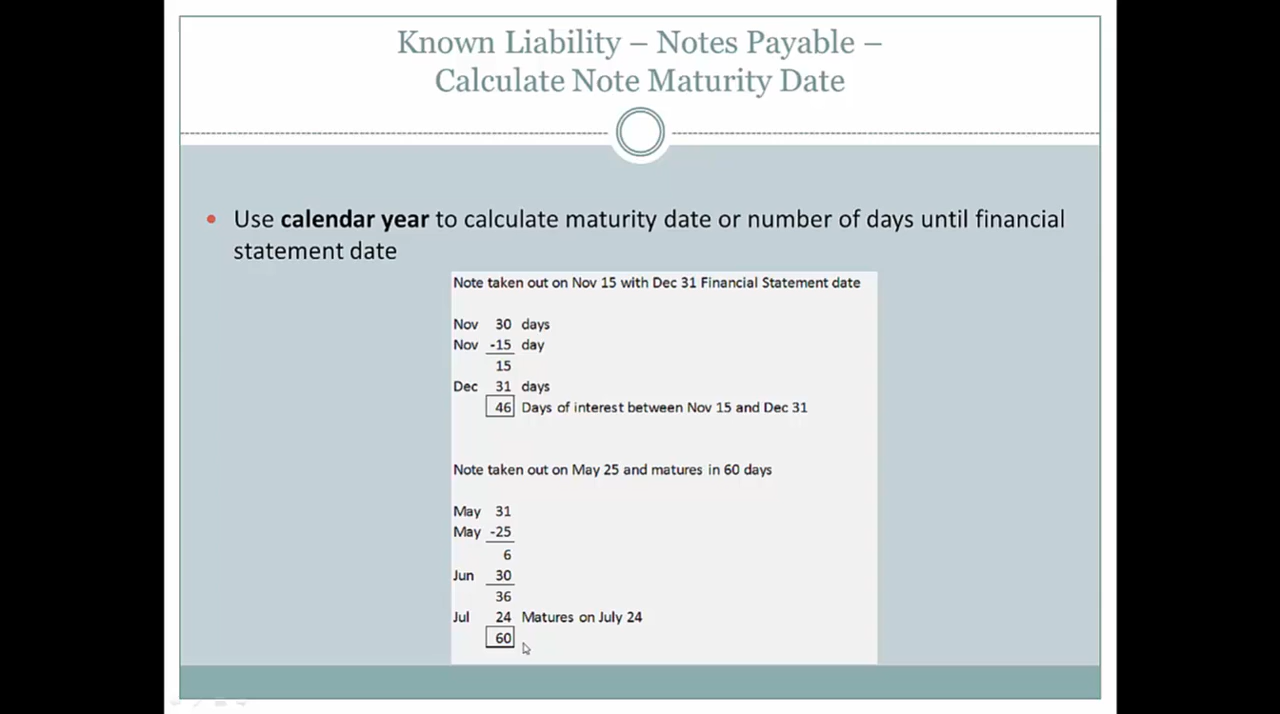 Known Liability – Notes Payable –
Calculate Note Maturity Date
• Use calendar year to calculate maturity date or number of days until financial
statement date
Note taken out on Nov 15 with Dec 31 Financial Statement date
Nov 30 days
Nov -15 day
15
Dec 31 days
46 Days of interest between Nov 15 and Dec 31
Note taken out on May 25 and matures in 60 days
May 31
May -25
6
Jun 30
36
Jul 24 Matures on July 24
60